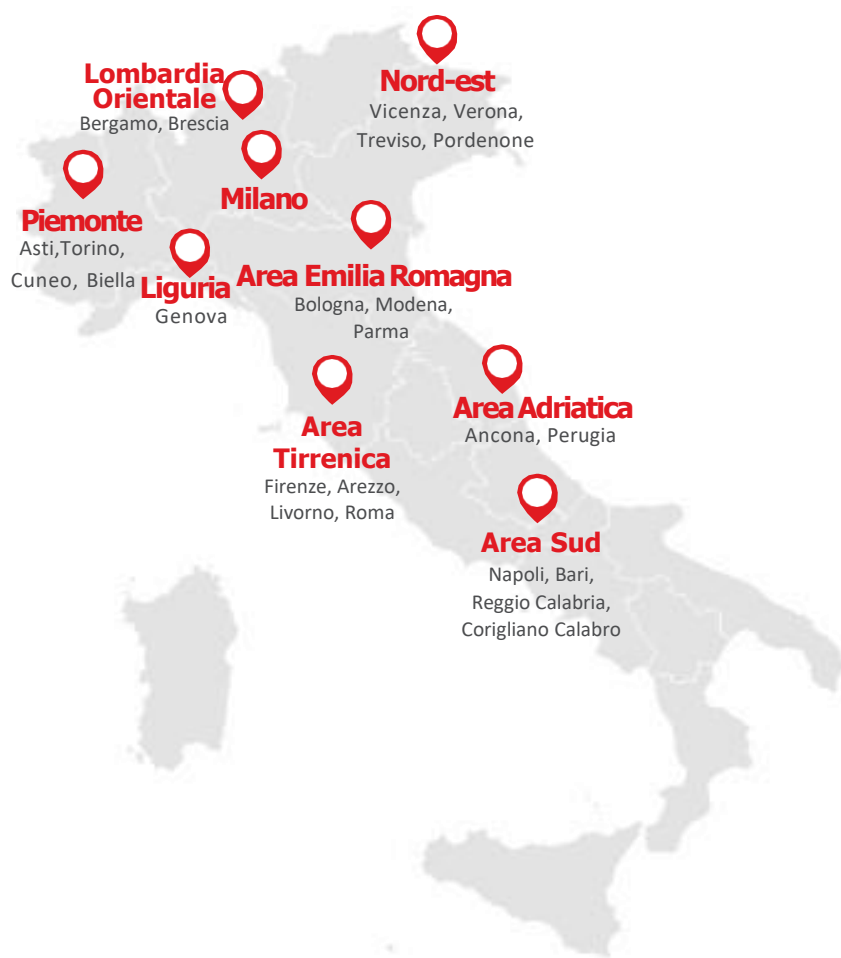 Lombardia
Orientale
Bergamo, Brescia
Nord-est
Vicenza, Verona,
Treviso, Pordenone
Milano
Piemonte
Asti,Torino,
Cuneo, Biella
Liguria
Genova
Area Emilia Romagna
Bologna, Modena,
Parma
Area
Tirrenica
Firenze, Arezzo,
Livorno, Roma
Area Adriatica
Ancona, Perugia
Area Sud
Napoli, Bari,
Reggio Calabria,
Corigliano Calabro